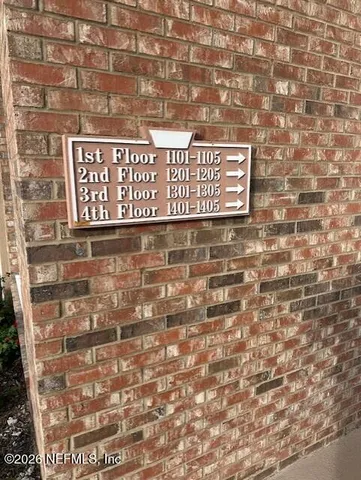 1st Floor 1101-1105 →
2nd Floor 1201-1205 →
3rd Floor 1301-1305 →
4th Floor 1401-1405 →
©2026 NEFMLS, Inc